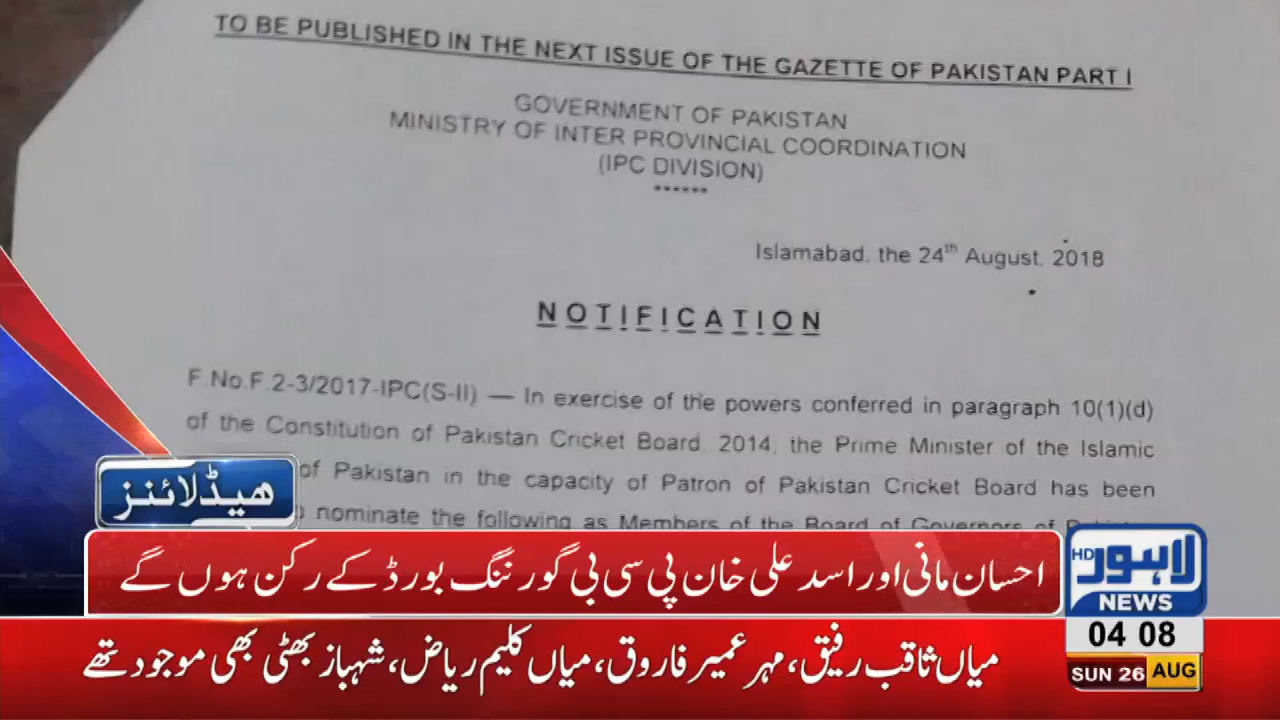 TO BE PUBLISHED IN THE NEXT ISSUE OF THE GAZETTE OF PAKISTAN PART I
GOVERNMENT OF PAKISTAN
MINISTRY OF INTER PROVINCIAL COORDINATION
(IPC DIVISION)
******
Islamabad, the 24th August, 2018
NOTIFICATION
F.No.F.2-3/2017-IPC(S-II) — In exercise of the powers conferred in paragraph 10(1)(d)
of the Constitution of Pakistan Cricket Board, 2014, the Prime Minister of the Islamic
of Pakistan in the capacity of Patron of Pakistan Cricket Board has been
nominate the following as Members of the Board of Governors of
ھیڈلائنز
احسان مانی اور اسد علی خان پی سی بی گورننگ بورڈ کے رکن ہوں گے
HD لاہور
NEWS
04 08
SUN 26 AUG
میاں ثاقب رفیق، مہر عمیر فاروق، میاں کلیم ریاض، شہباز بھٹی بھی موجود تھے